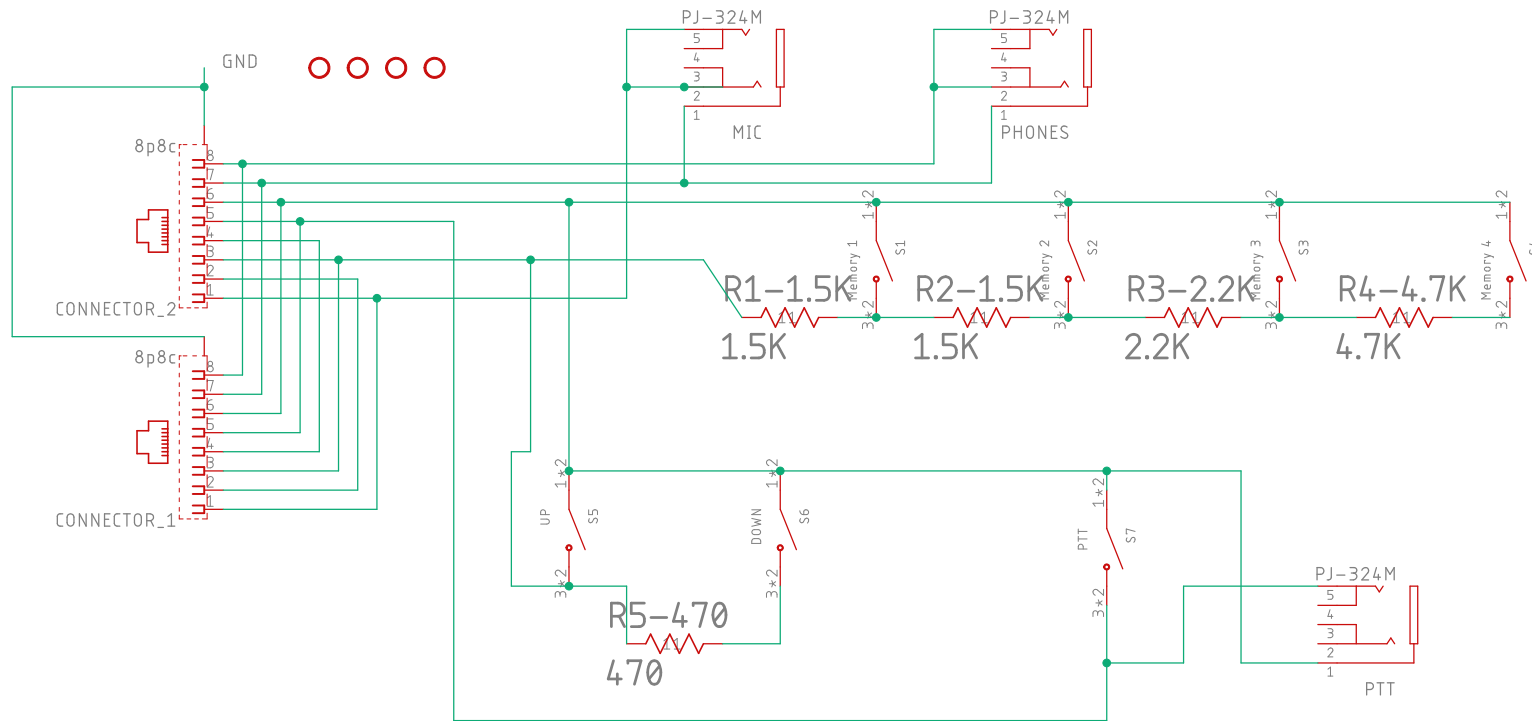 PJ-324M
5
4
3
2
1
MIC
PJ-324M
5
4
3
2
1
PHONES
GND
8p8c
8
7
6
5
4
3
2
1
CONNECTOR_2
8p8c
8
7
6
5
4
3
2
1
CONNECTOR_1
1*2
Memory 1
S1
3*2
1*2
Memory 2
S2
3*2
1*2
Memory 3
S3
3*2
1*2
Memory 4
3*2
R1-1.5K
11
1.5K
R2-1.5K
11
1.5K
R3-2.2K
11
2.2K
R4-4.7K
11
4.7K
1*2
UP
S5
3*2
1*2
DOWN
S6
3*2
R5-470
11
470
1*2
PTT
S7
3*2
PJ-324M
5
4
3
2
1
PTT